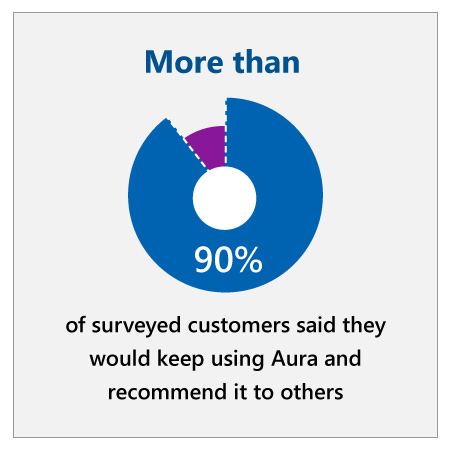 More than
90%
of surveyed customers said they
would keep using Aura and
recommend it to others